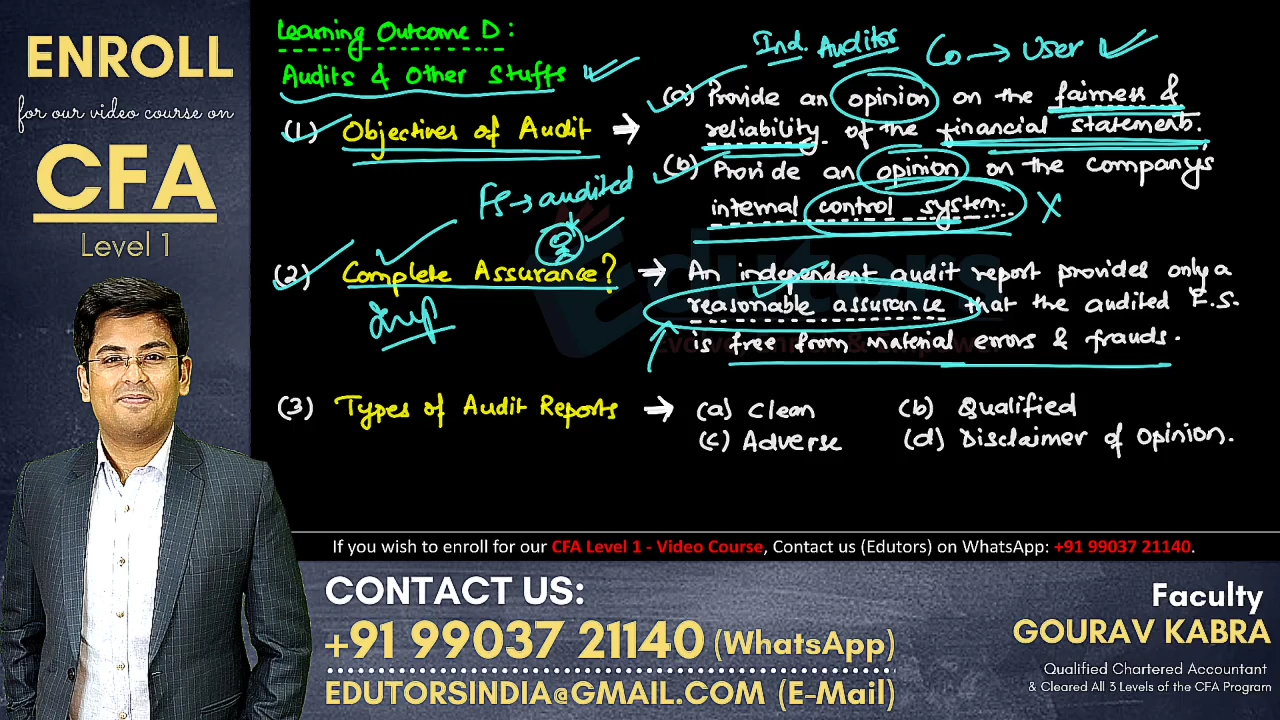 ENROLL
for our video course on
CFA
Level 1
Learning Outcome D:
Audits & Other Stuffs
Ind. Auditor
Co → User
(1) Objectives of Audit ⇒ (a) Provide an opinion on the fairness &
reliability of the financial statements.
(b) Provide an opinion on the company's
internal control system.
FS → audited
(2) Complete Assurance? → An independent audit report provides only a
reasonable assurance that the audited F.S.
is free from material errors & frauds.
Imp
(3) Types of Audit Reports → (a) Clean (b) Qualified
(c) Adverse (d) Disclaimer of Opinion.
Edutors
If you wish to enroll for our CFA Level 1 - Video Course, Contact us (Edutors) on WhatsApp: +91 99037 21140.
CONTACT US:
+91 99037 21140 (WhatsApp)
EDUTORSINDIA@GMAIL.COM (E-Mail)
Faculty
GOURAV KABRA
Qualified Chartered Accountant
& Cleared All 3 Levels of the CFA Program